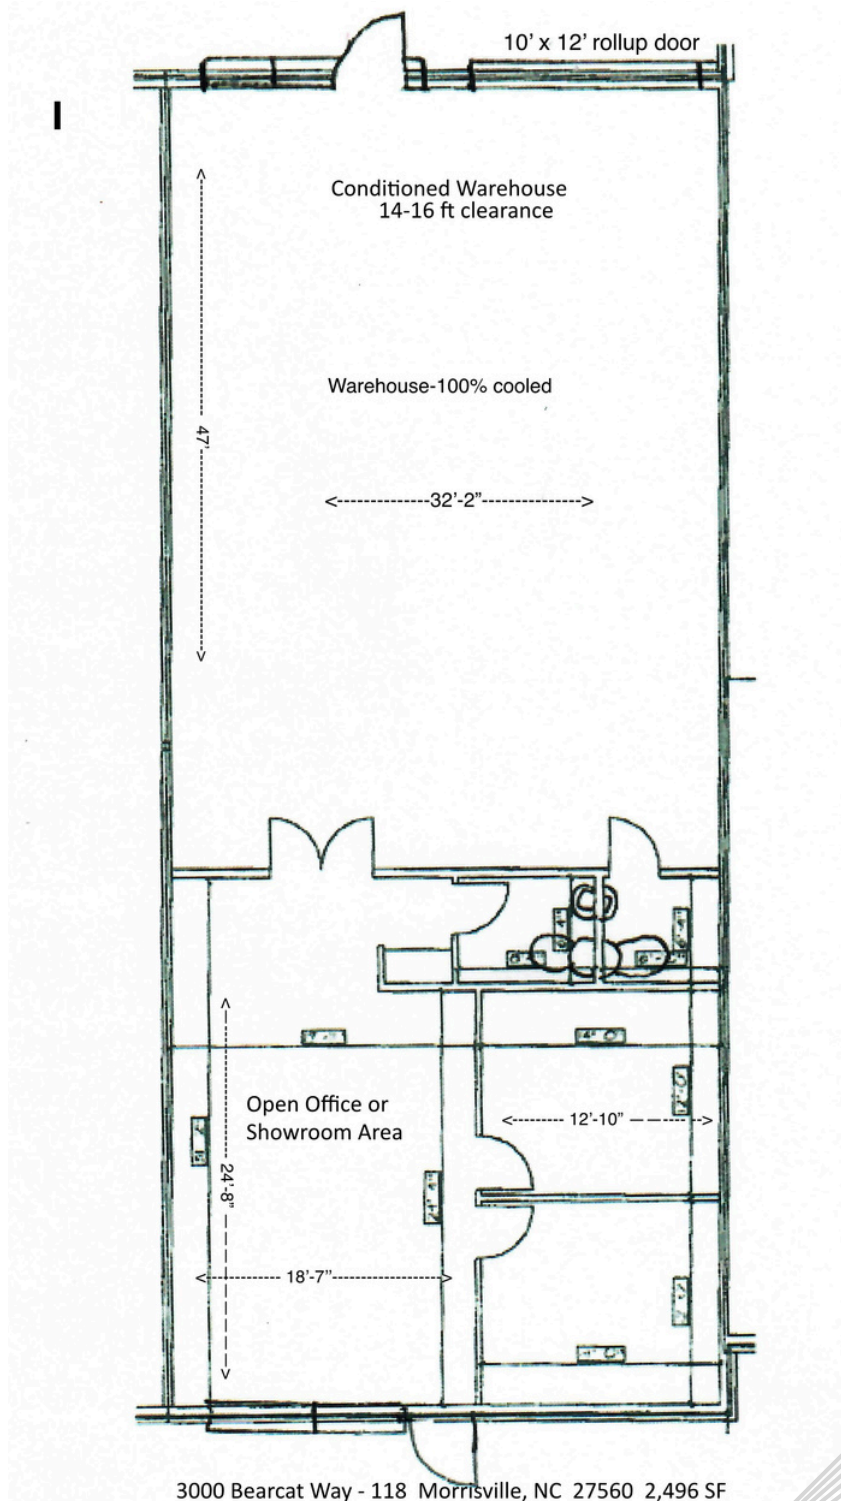 10' x 12' rollup door
I
Conditioned Warehouse
14-16 ft clearance
Warehouse-100% cooled
47'
32'-2"
Open Office or
Showroom Area
12'-10"
24'-8"
18'-7"
3000 Bearcat Way - 118 Morrisville, NC 27560 2,496 SF